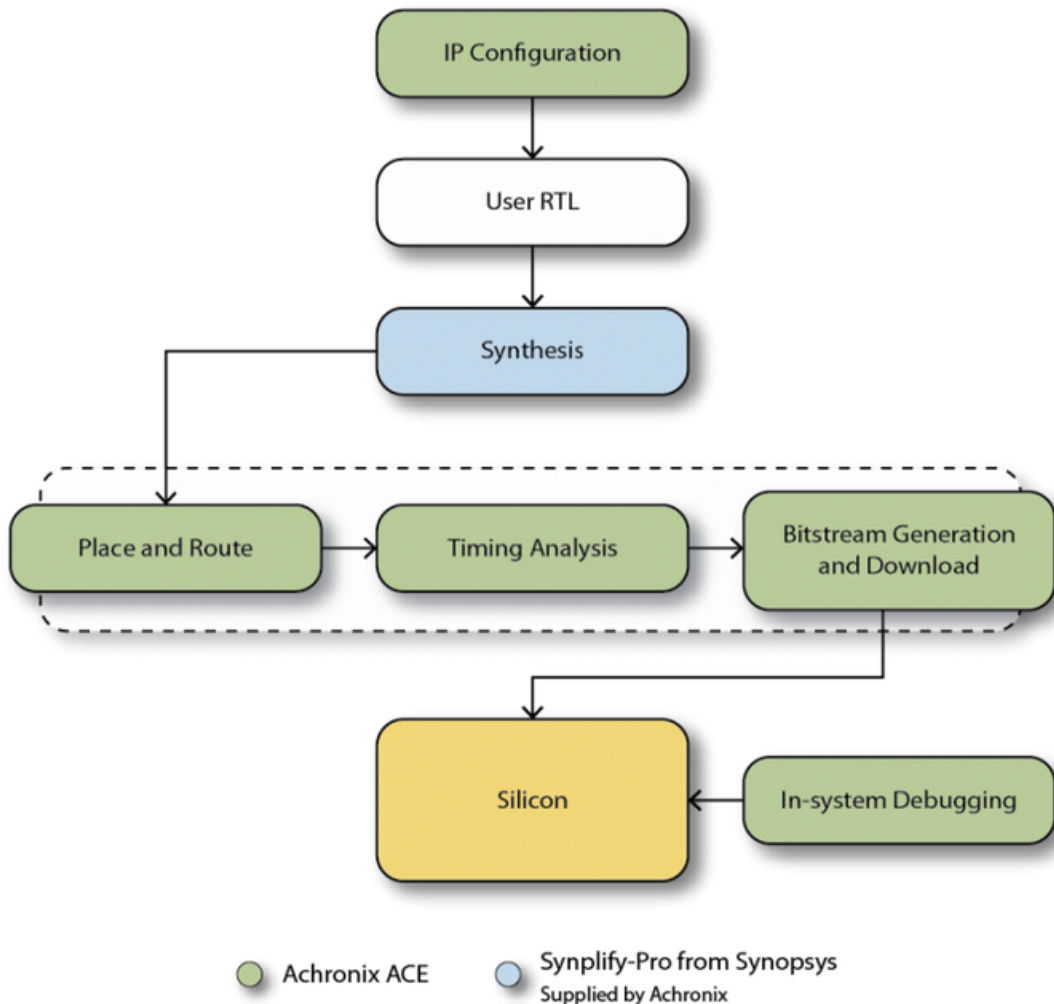 IP Configuration
User RTL
Synthesis
Place and Route
Timing Analysis
Bitstream Generation
and Download
Silicon
In-system Debugging
Achronix ACE
Synplify-Pro from Synopsys
Supplied by Achronix